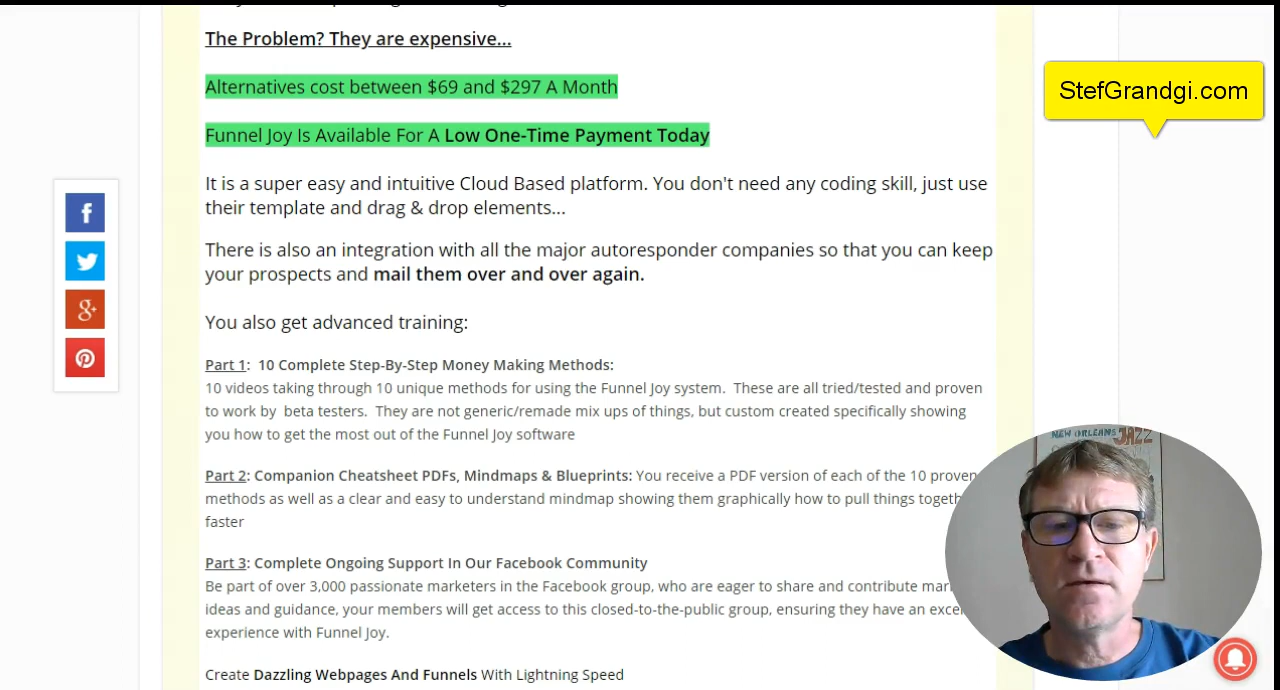 The Problem? They are expensive...
Alternatives cost between $69 and $297 A Month
StefGrandgi.com
Funnel Joy Is Available For A Low One-Time Payment Today
It is a super easy and intuitive Cloud Based platform. You don't need any coding skill, just use
their template and drag & drop elements...
There is also an integration with all the major autoresponder companies so that you can keep
your prospects and mail them over and over again.
You also get advanced training:
Part 1: 10 Complete Step-By-Step Money Making Methods:
10 videos taking through 10 unique methods for using the Funnel Joy system. These are all tried/tested and proven
to work by beta testers. They are not generic/remade mix ups of things, but custom created specifically showing
you how to get the most out of the Funnel Joy software
NEW ORLEANS JAZZ
Part 2: Companion Cheatsheet PDFs, Mindmaps & Blueprints: You receive a PDF version of each of the 10 proven
methods as well as a clear and easy to understand mindmap showing them graphically how to pull things togeth
faster
Part 3: Complete Ongoing Support In Our Facebook Community
Be part of over 3,000 passionate marketers in the Facebook group, who are eager to share and contribute mar
ideas and guidance, your members will get access to this closed-to-the-public group, ensuring they have an exce
experience with Funnel Joy.
Create Dazzling Webpages And Funnels With Lightning Speed